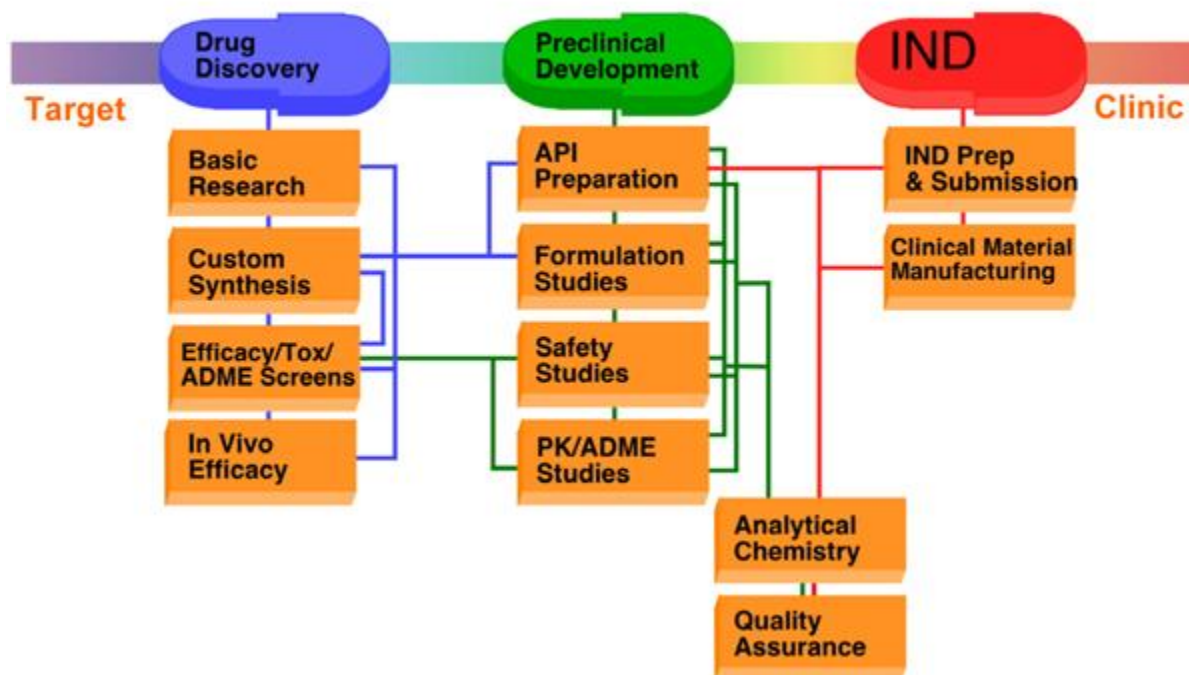 Drug
Discovery
Preclinical
Development
IND
Target
Clinic
Basic
Research
Custom
Synthesis
Efficacy/Tox/
ADME Screens
In Vivo
Efficacy
API
Preparation
Formulation
Studies
Safety
Studies
PK/ADME
Studies
IND Prep
& Submission
Clinical Material
Manufacturing
Analytical
Chemistry
Quality
Assurance